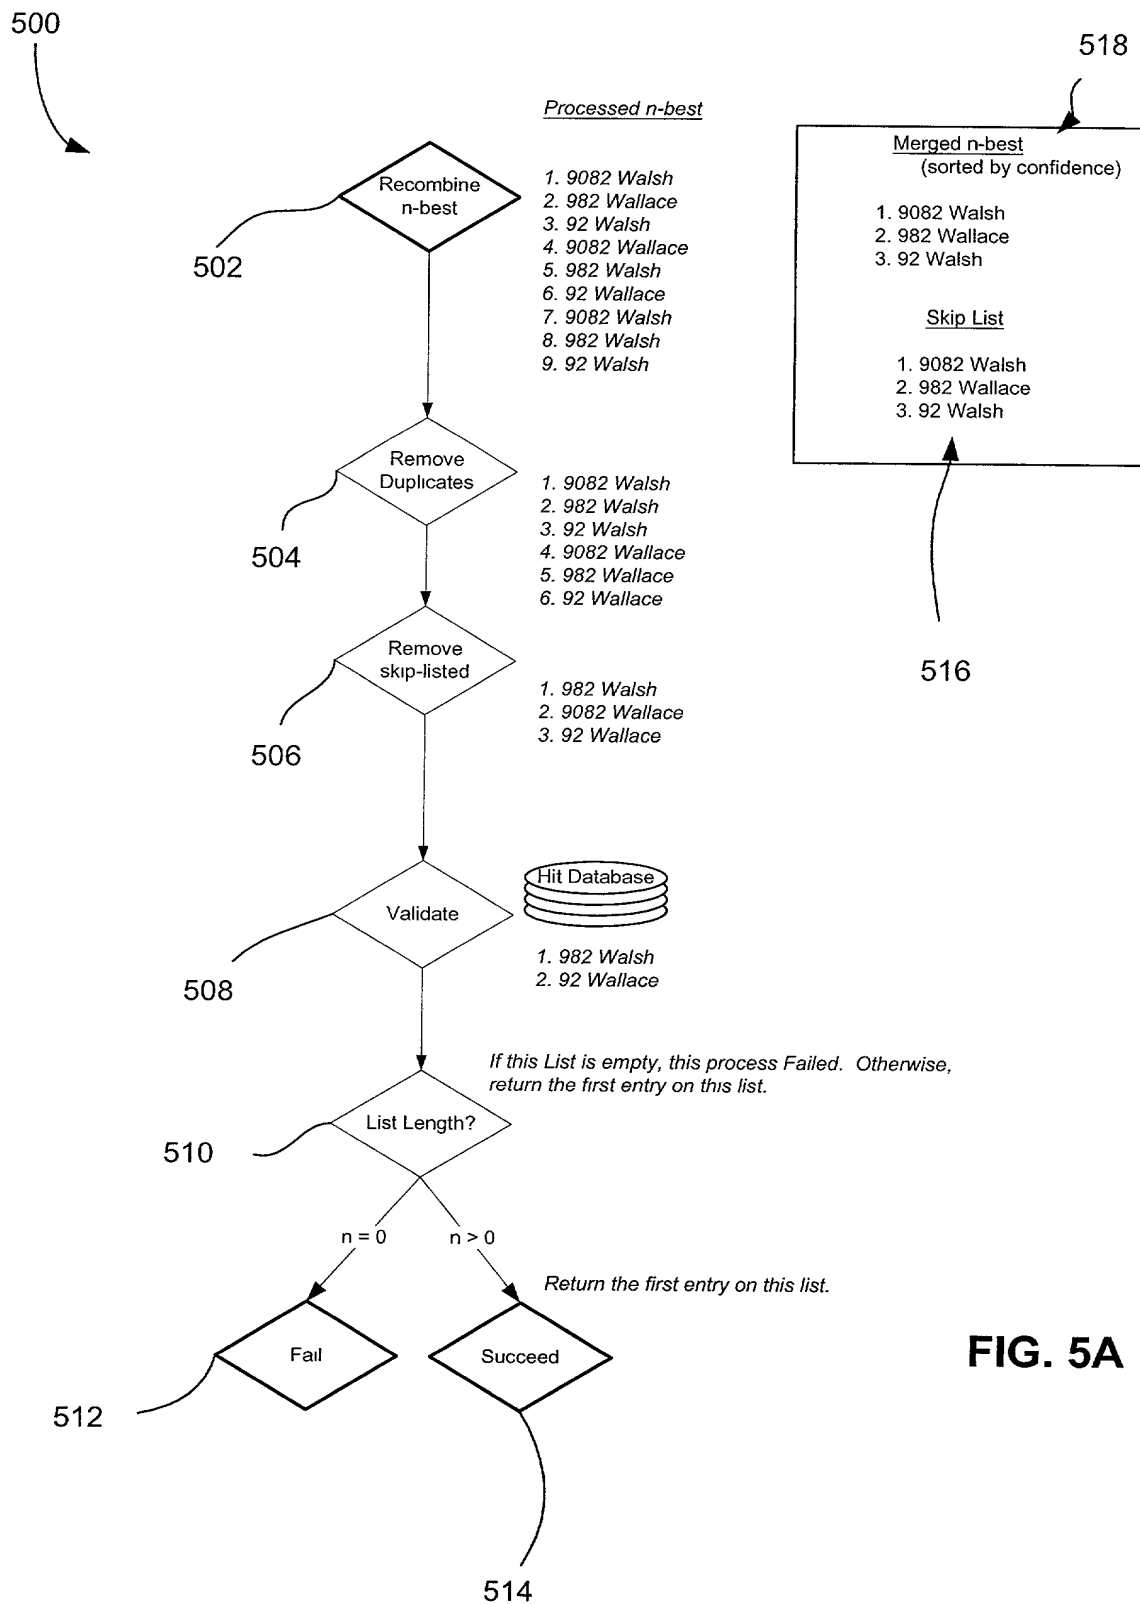 500
518
Processed n-best
Merged n-best
(sorted by confidence)
Recombine
n-best
1. 9082 Walsh
2. 982 Wallace
3. 92 Walsh
4. 9082 Wallace
5. 982 Walsh
6. 92 Wallace
7. 9082 Walsh
8. 982 Walsh
9. 92 Walsh
1. 9082 Walsh
2. 982 Wallace
3. 92 Walsh
502
Skip List
1. 9082 Walsh
2. 982 Wallace
3. 92 Walsh
Remove
Duplicates
1. 9082 Walsh
2. 982 Walsh
3. 92 Walsh
4. 9082 Wallace
5. 982 Wallace
6. 92 Wallace
504
516
Remove
skip-listed
1. 982 Walsh
2. 9082 Wallace
3. 92 Wallace
506
Hit Database
Validate
1. 982 Walsh
2. 92 Wallace
508
If this List is empty, this process Failed. Otherwise,
return the first entry on this list.
List Length?
510
n = 0
n > 0
Return the first entry on this list.
Fail
Succeed
FIG. 5A
512
514